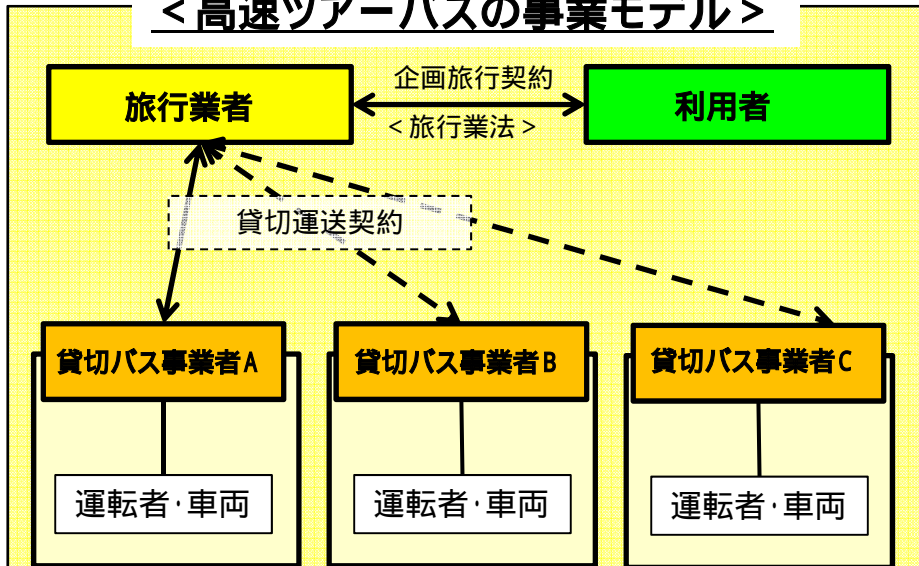 <高速ツアーバスの事業モデル>
旅行業者
企画旅行契約
<旅行業法>
利用者
貸切運送契約
貸切バス事業者A
貸切バス事業者B
貸切バス事業者C
運転者・車両
運転者・車両
運転者・車両